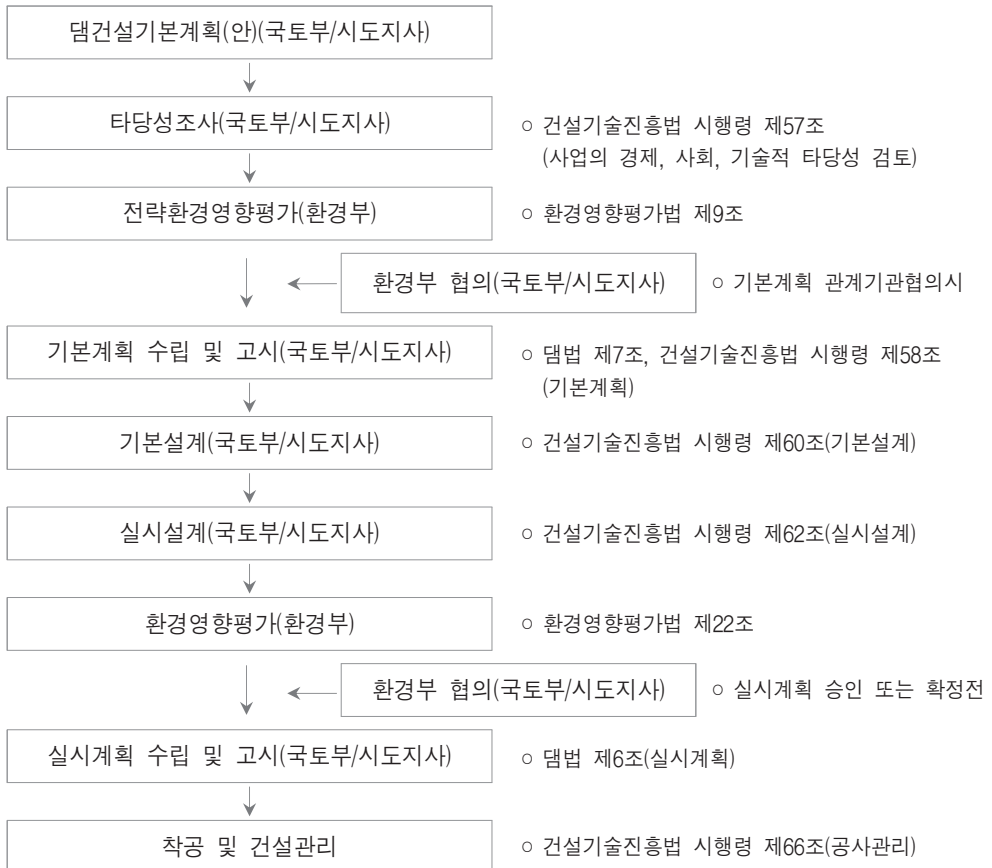 댐건설기본계획(안)(국토부/시도지사)
타당성조사(국토부/시도지사)
○ 건설기술진흥법 시행령 제57조
(사업의 경제, 사회, 기술적 타당성 검토)
전략환경영향평가(환경부)
○ 환경영향평가법 제9조
환경부 협의(국토부/시도지사)
○ 기본계획 관계기관협의시
기본계획 수립 및 고시(국토부/시도지사)
○ 댐법 제7조, 건설기술진흥법 시행령 제58조
(기본계획)
기본설계(국토부/시도지사)
○ 건설기술진흥법 시행령 제60조(기본설계)
실시설계(국토부/시도지사)
○ 건설기술진흥법 시행령 제62조(실시설계)
환경영향평가(환경부)
○ 환경영향평가법 제22조
환경부 협의(국토부/시도지사)
○ 실시계획 승인 또는 확정전
실시계획 수립 및 고시(국토부/시도지사)
○ 댐법 제6조(실시계획)
착공 및 건설관리
○ 건설기술진흥법 시행령 제66조(공사관리)